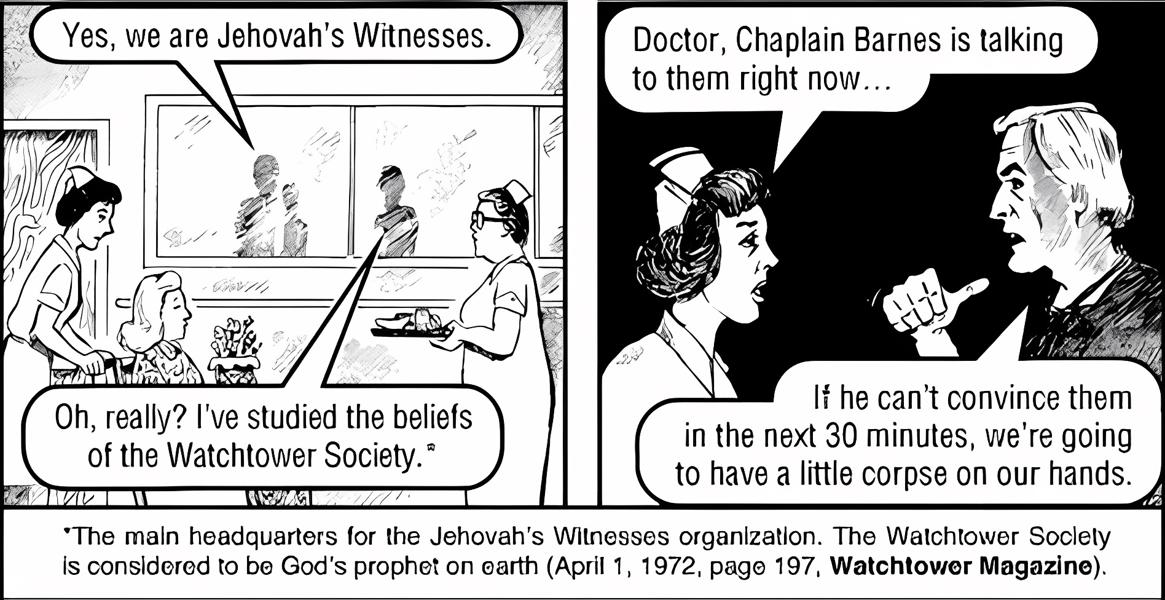 Yes, we are Jehovah's Witnesses.
Oh, really? I've studied the beliefs
of the Watchtower Society.*
Doctor, Chaplain Barnes is talking
to them right now...
If he can't convince them
in the next 30 minutes, we're going
to have a little corpse on our hands.
*The main headquarters for the Jehovah's Witnesses organization. The Watchtower Society
is considered to be God's prophet on earth (April 1, 1972, page 197, Watchtower Magazine).